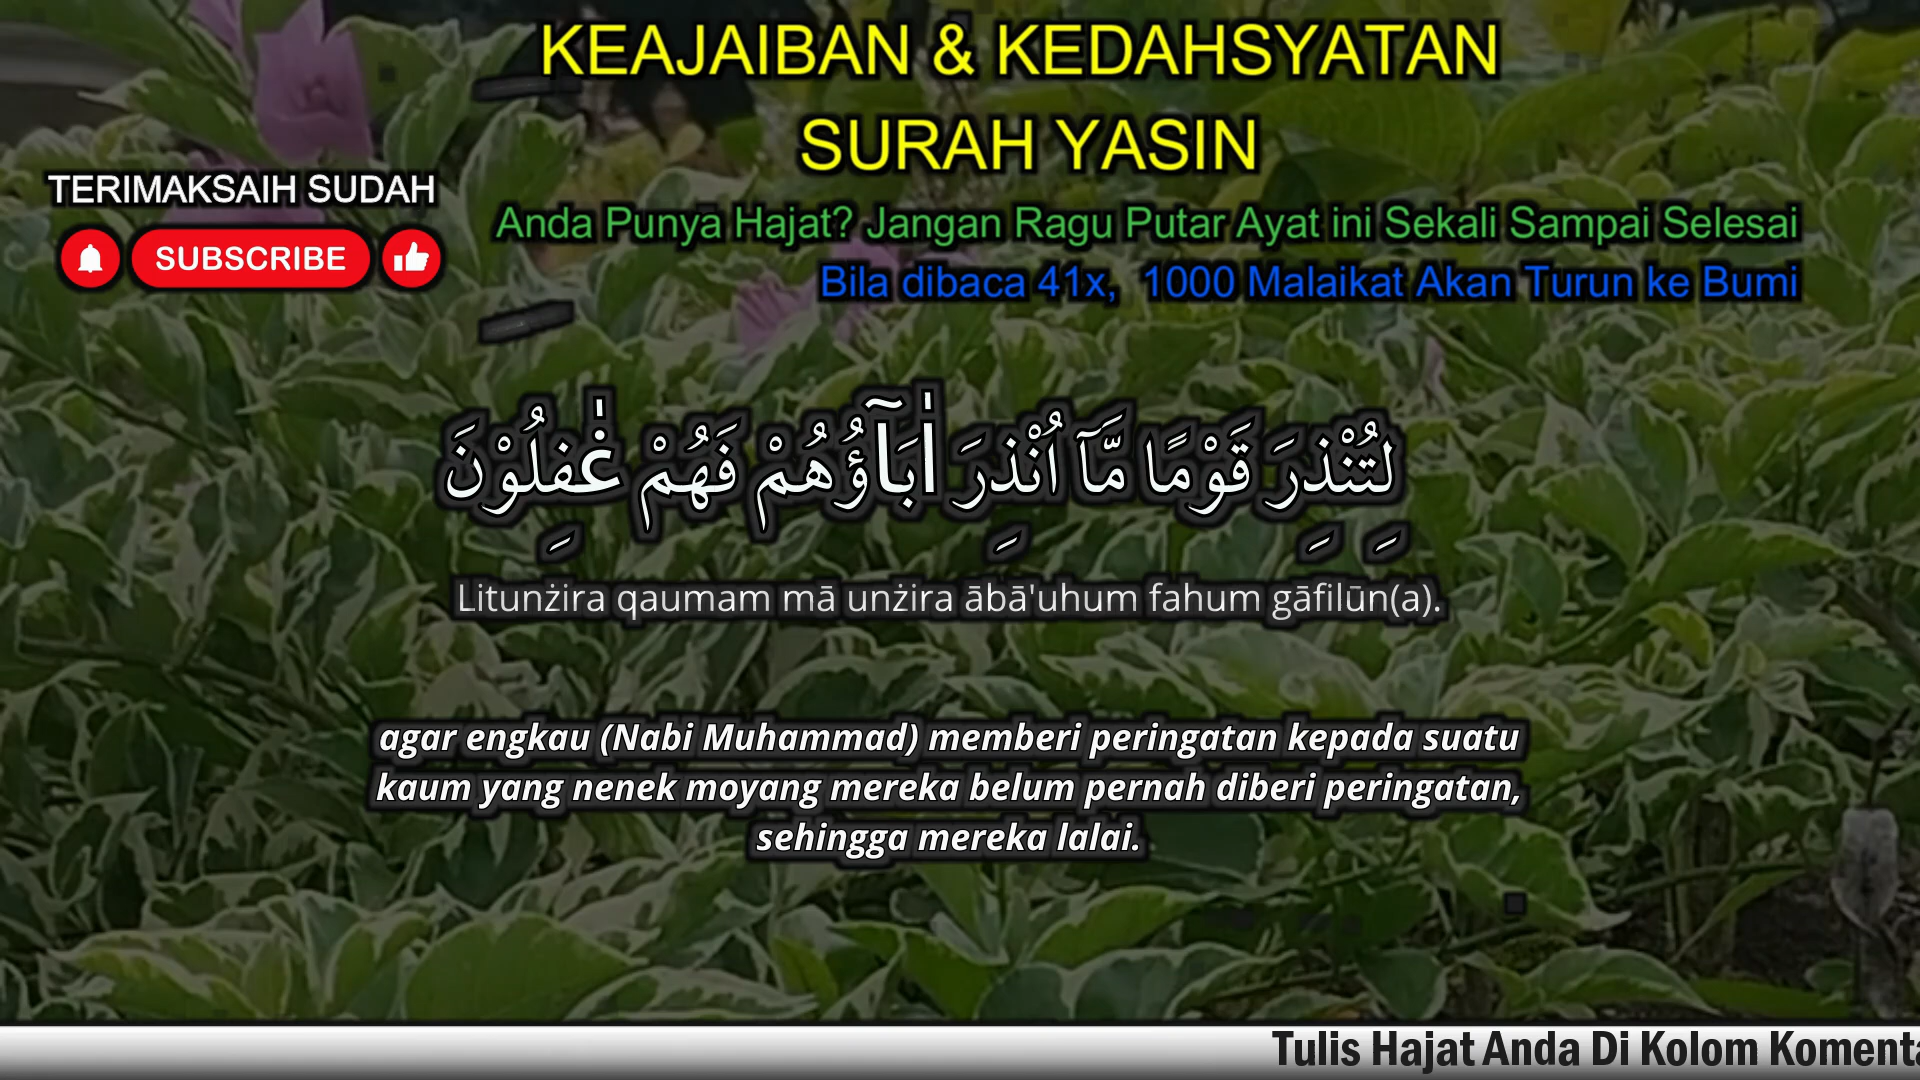 KEAJAIBAN & KEDAHSYATAN
SURAH YASIN
TERIMAKSAIH SUDAH
SUBSCRIBE
Anda Punya Hajat? Jangan Ragu Putar Ayat ini Sekali Sampai Selesai
Bila dibaca 41x, 1000 Malaikat Akan Turun ke Bumi
لِتُنْذِرَ قَوْمًا مَّآ اُنْذِرَ اٰبَاۤؤُهُمْ فَهُمْ غٰفِلُوْنَ
Litunżira qaumam mā unżira ābā'uhum fahum gāfilūn(a).
agar engkau (Nabi Muhammad) memberi peringatan kepada suatu
kaum yang nenek moyang mereka belum pernah diberi peringatan,
sehingga mereka lalai.
Tulis Hajat Anda Di Kolom Komenta